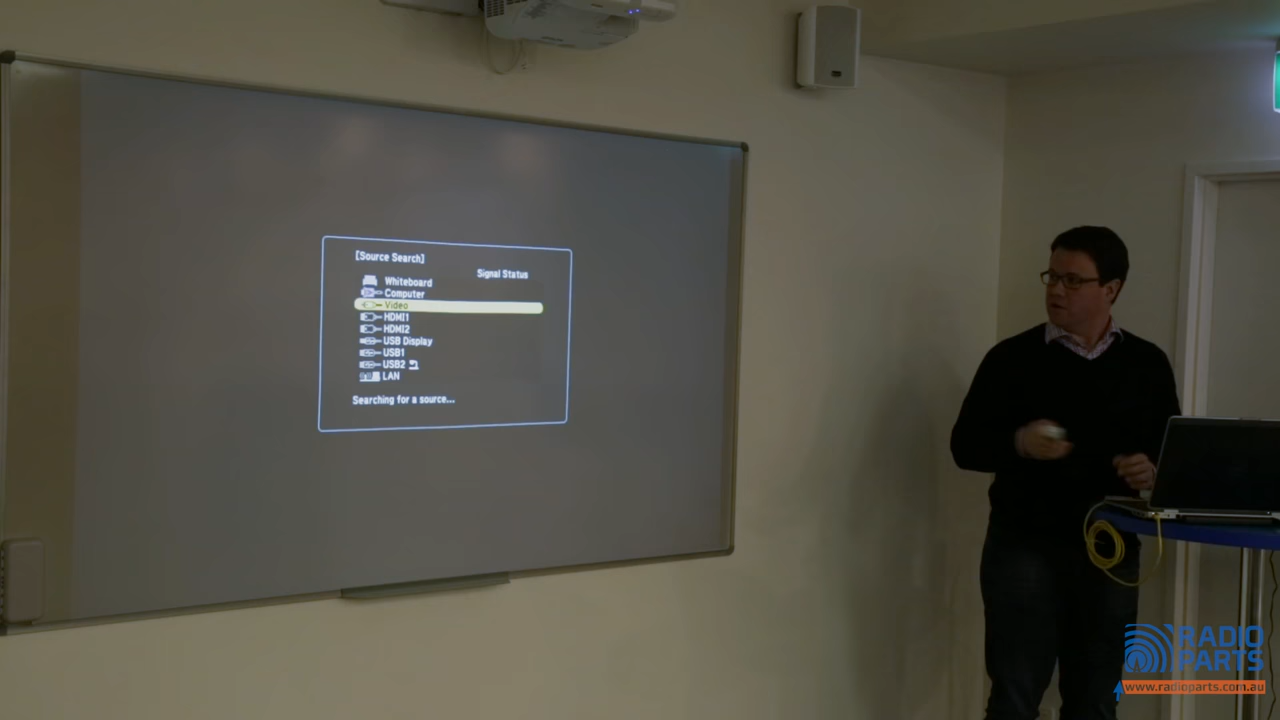 [Source Search]
Signal Status
Whiteboard
Computer
Video
HDMI1
HDMI2
USB Display
USB1
USB2
LAN
Searching for a source...
RADIO
PARTS
www.radioparts.com.au